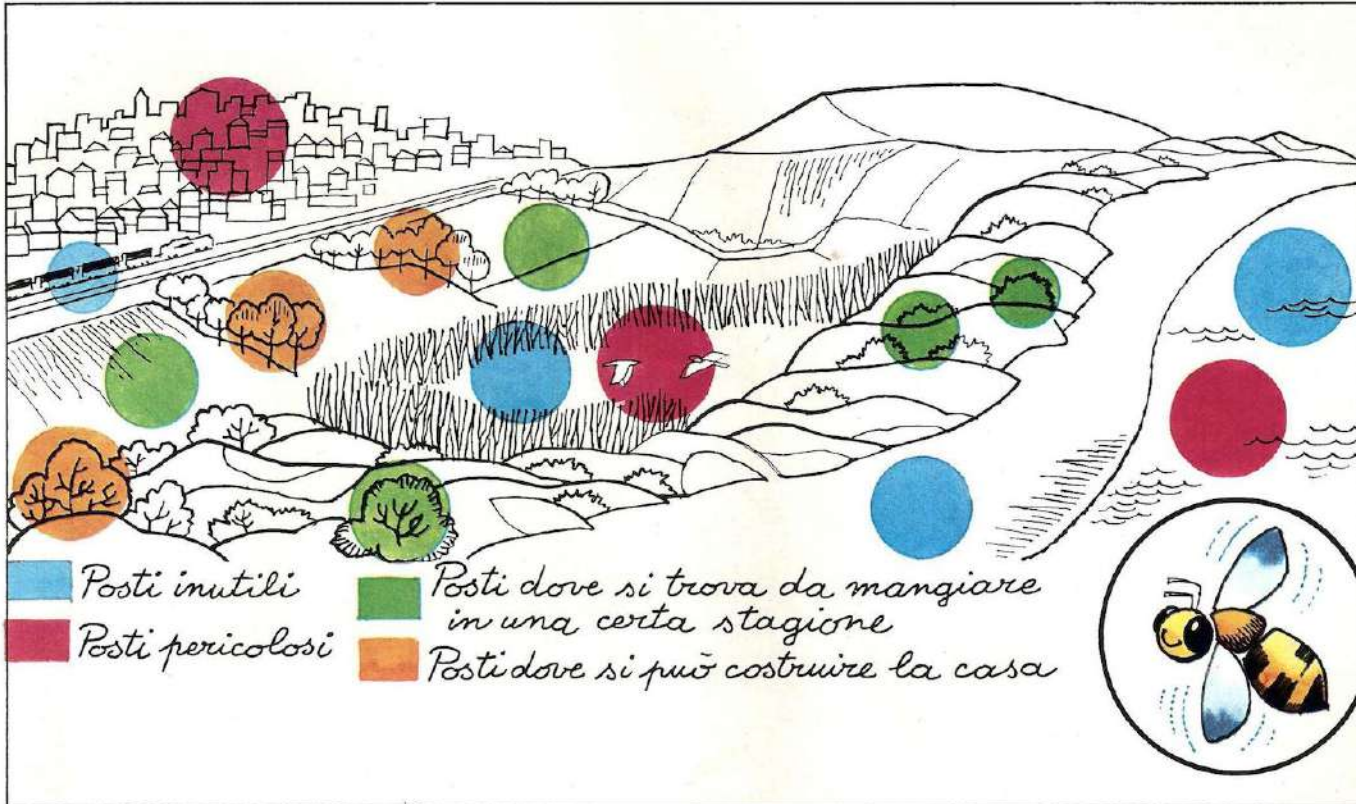 Posti inutili
Posti pericolosi
Posti dove si trova da mangiare
in una certa stagione
Posti dove si può costruire la casa